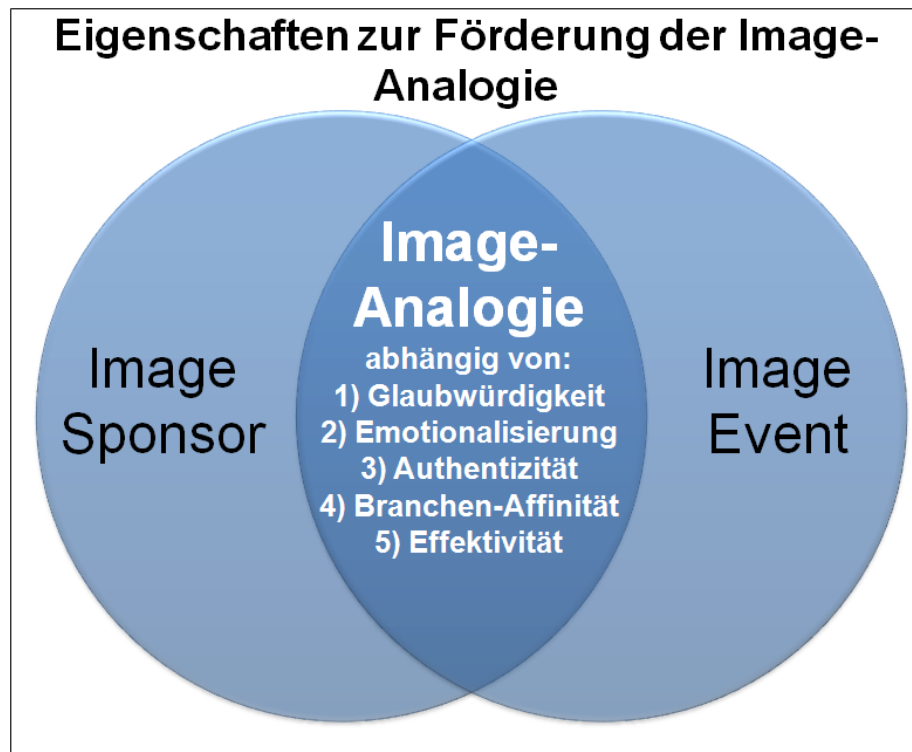 Eigenschaften zur Förderung der Image-
Analogie
Image-
Analogie
abhängig von:
1) Glaubwürdigkeit
2) Emotionalisierung
3) Authentizität
4) Branchen-Affinität
5) Effektivität
Image
Sponsor
Image
Event